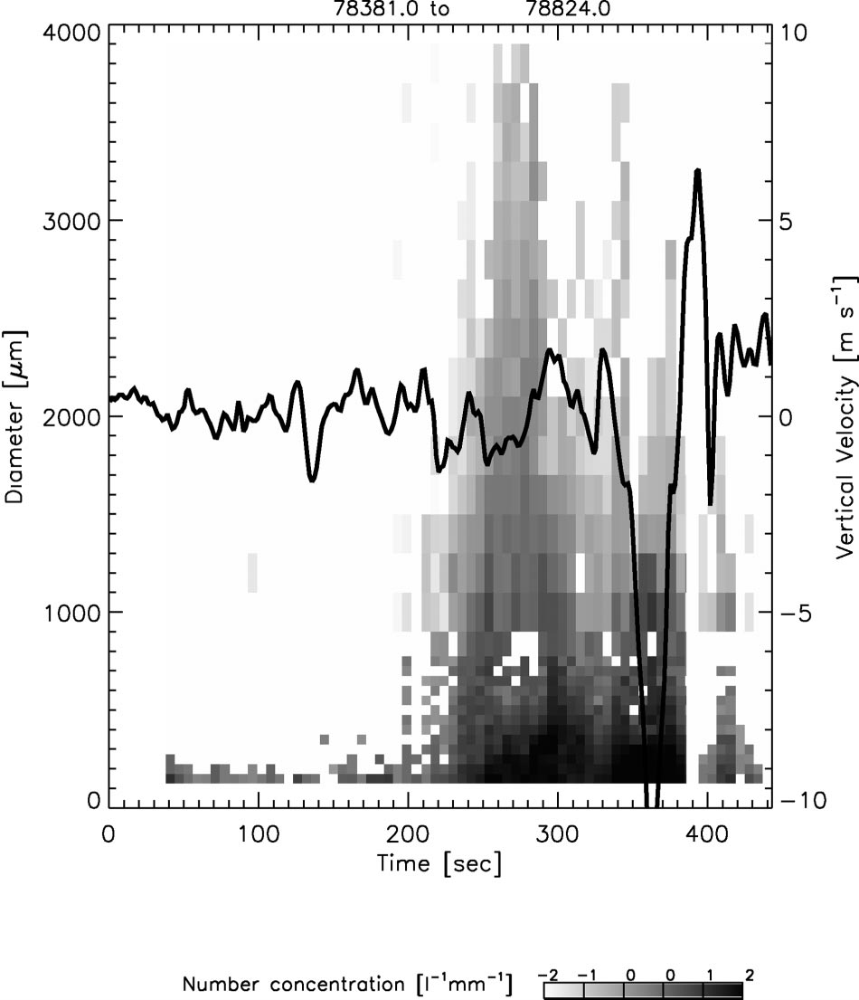 78381.0 to 78824.0
4000
3000
2000
1000
0
Diameter [μm]
10
5
0
−5
−10
Vertical Velocity [m s⁻¹]
0 100 200 300 400
Time [sec]
Number concentration [l⁻¹mm⁻¹]
−2 −1 0 0 1 2